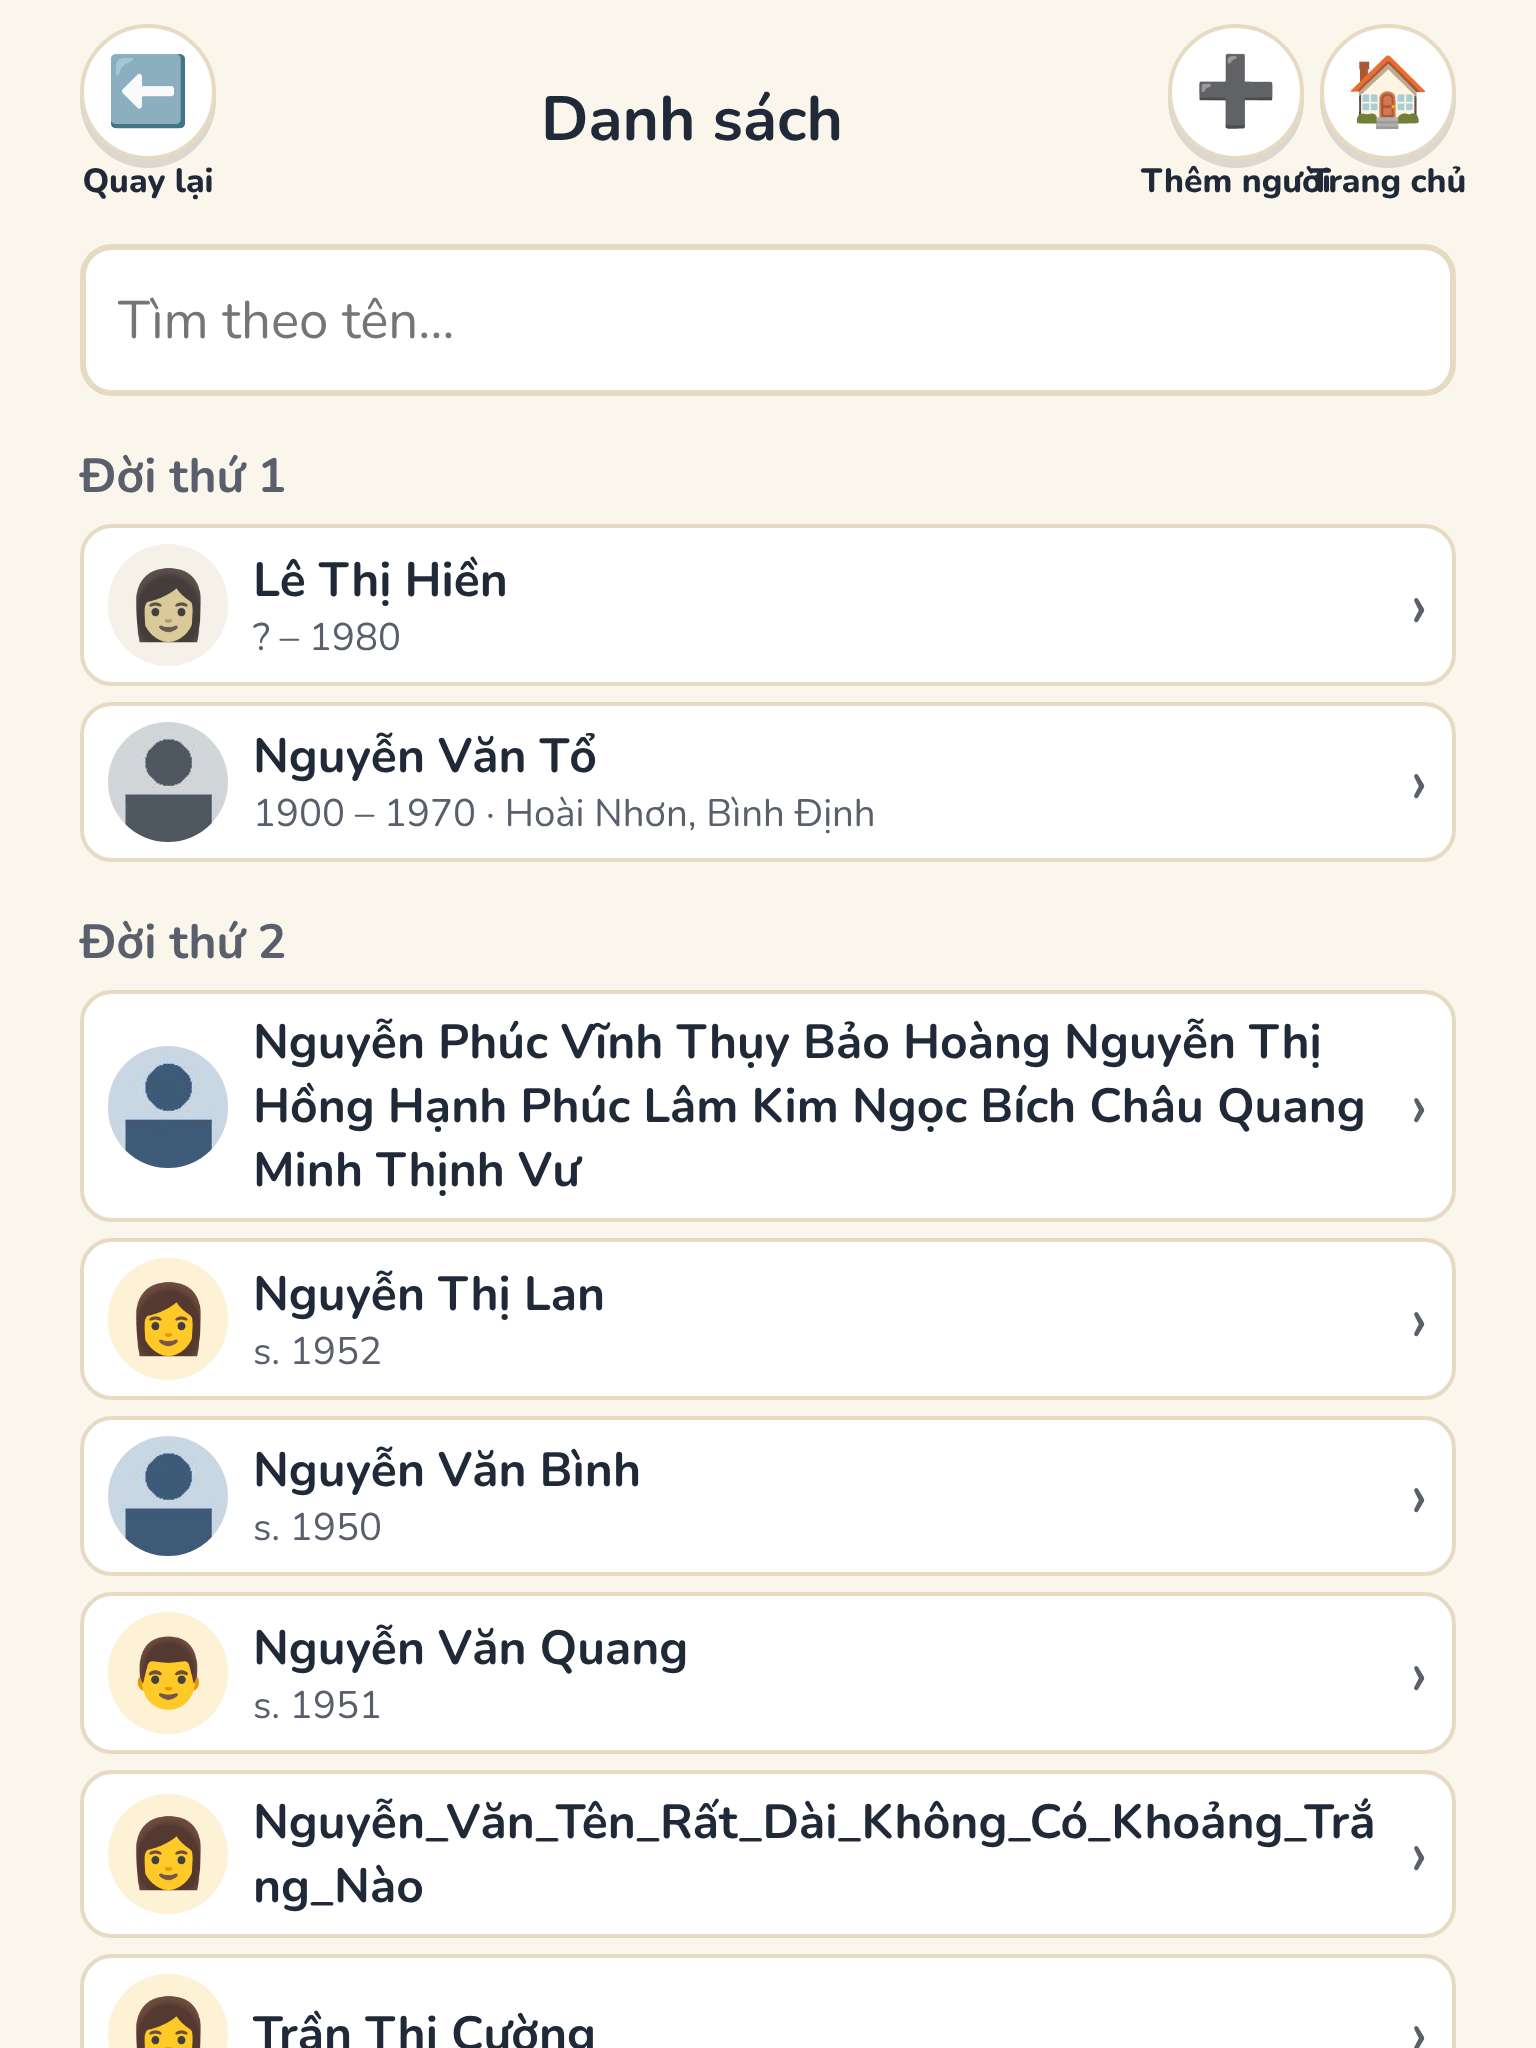 Quay lại
Danh sách
Thêm người
Trang chủ
Tìm theo tên...
Đời thứ 1
Lê Thị Hiền
? – 1980
Nguyễn Văn Tổ
1900 – 1970 · Hoài Nhơn, Bình Định
Đời thứ 2
Nguyễn Phúc Vĩnh Thụy Bảo Hoàng Nguyễn Thị
Hồng Hạnh Phúc Lâm Kim Ngọc Bích Châu Quang
Minh Thịnh Vư
Nguyễn Thị Lan
s. 1952
Nguyễn Văn Bình
s. 1950
Nguyễn Văn Quang
s. 1951
Nguyễn_Văn_Tên_Rất_Dài_Không_Có_Khoảng_Trắ
ng_Nào
Trần Thị Cường